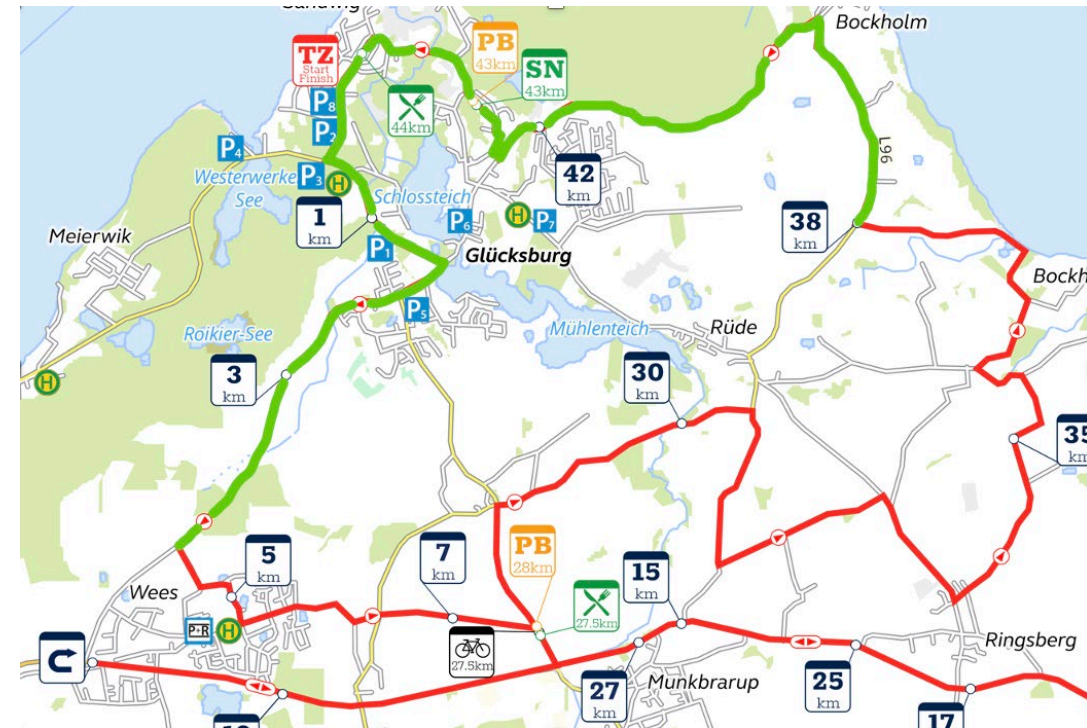 Sandwig
Bockholm
TZ
Start
Finish
PB
43km
SN
43km
P8
P2
44km
P4
P3
H
Westerwerker
See
1
km
Schlossteich
42
km
L96
P6
H
P7
38
km
Meierwik
P1
Glücksburg
Bockh
P5
Roikier-See
Mühlenteich
Rüde
H
3
km
30
km
35
km
PB
28km
5
km
7
km
15
km
Wees
P+R
H
27.5km
27.5km
Ringsberg
27
km
Munkbrarup
25
km
17